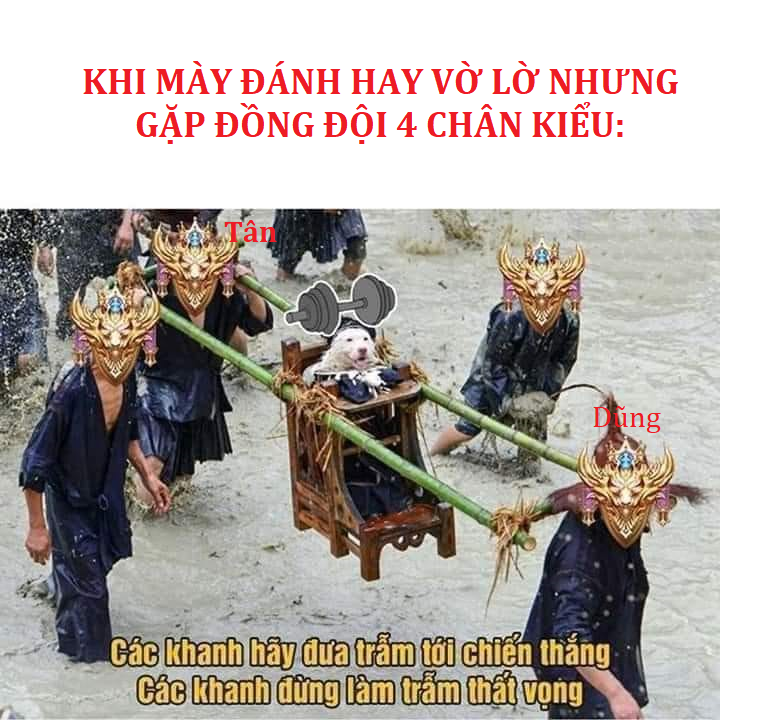 KHI MÀY ĐÁNH HAY VỜ LỜ NHƯNG
GẶP ĐỒNG ĐỘI 4 CHÂN KIỂU:
Tân
Dũng
Các khanh hãy đưa trẫm tới chiến thắng
Các khanh đừng làm trẫm thất vọng